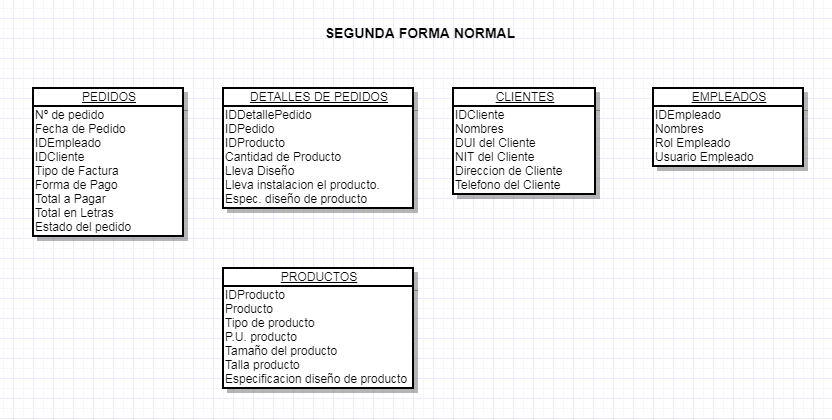 SEGUNDA FORMA NORMAL
PEDIDOS
Nº de pedido
Fecha de Pedido
IDEmpleado
IDCliente
Tipo de Factura
Forma de Pago
Total a Pagar
Total en Letras
Estado del pedido
DETALLES DE PEDIDOS
IDDetallePedido
IDPedido
IDProducto
Cantidad de Producto
Lleva Diseño
Lleva instalacion el producto.
Espec. diseño de producto
CLIENTES
IDCliente
Nombres
DUI del Cliente
NIT del Cliente
Direccion de Cliente
Telefono del Cliente
EMPLEADOS
IDEmpleado
Nombres
Rol Empleado
Usuario Empleado
PRODUCTOS
IDProducto
Producto
Tipo de producto
P.U. producto
Tamaño del producto
Talla producto
Especificacion diseño de producto